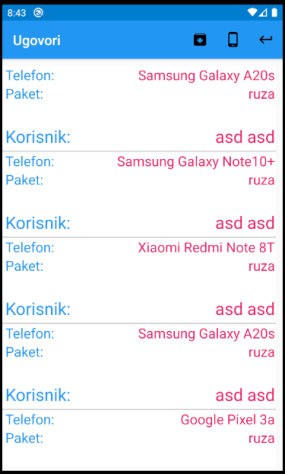 8:43
Ugovori
Telefon: Samsung Galaxy A20s
Paket: ruza
Korisnik: asd asd
Telefon: Samsung Galaxy Note10+
Paket: ruza
Korisnik: asd asd
Telefon: Xiaomi Redmi Note 8T
Paket: ruza
Korisnik: asd asd
Telefon: Samsung Galaxy A20s
Paket: ruza
Korisnik: asd asd
Telefon: Google Pixel 3a
Paket: ruza